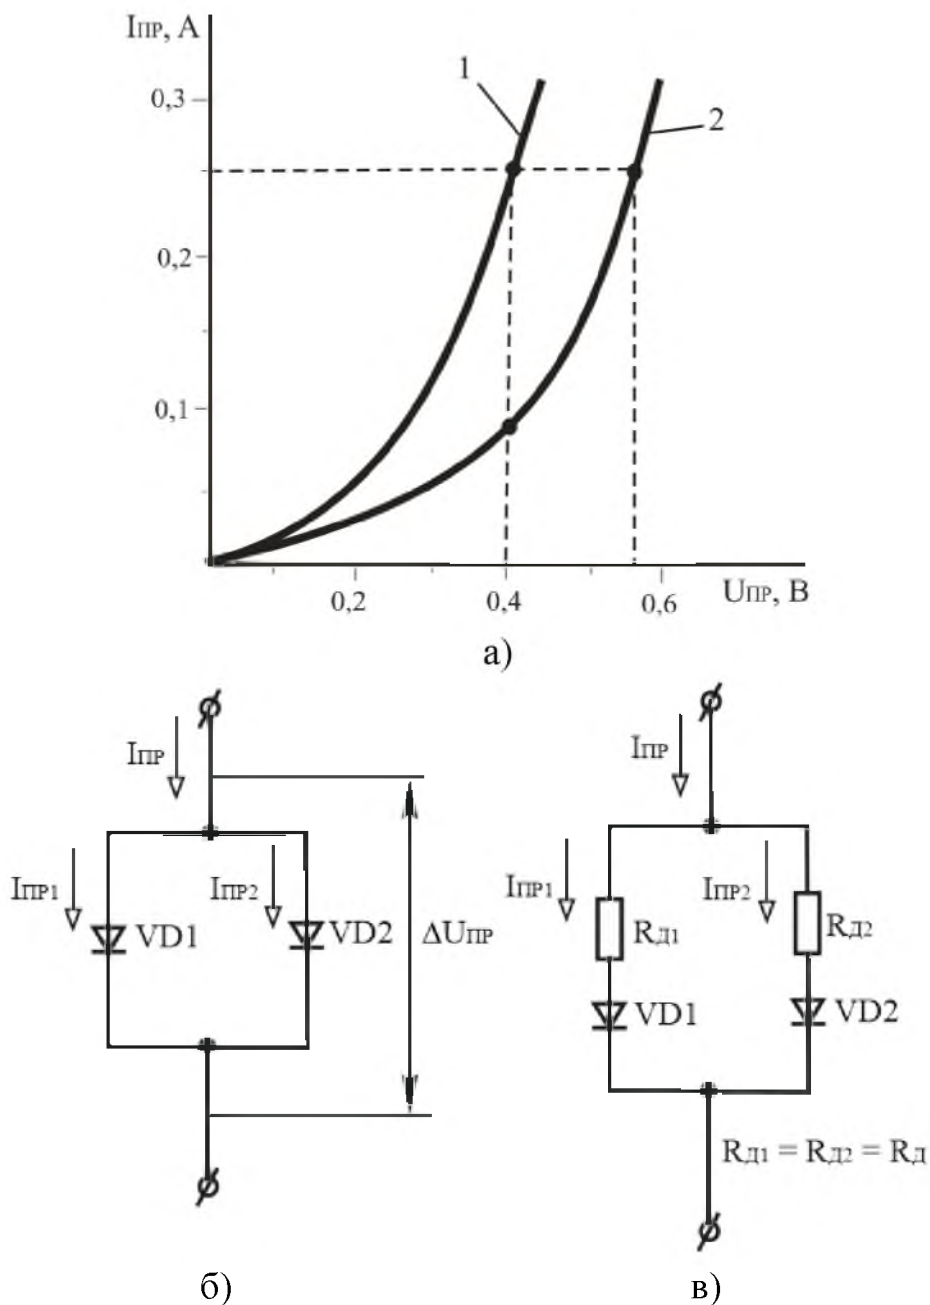 IПР, А
1
0,3
2
0,2
0,1
0,2
0,4
0,6
UПР, В
а)
IПР
IПР
IПР1
IПР2
VD1
VD2
ΔUПР
IПР1
IПР2
RД1
RД2
VD1
VD2
RД1 = RД2 = RД
б)
в)